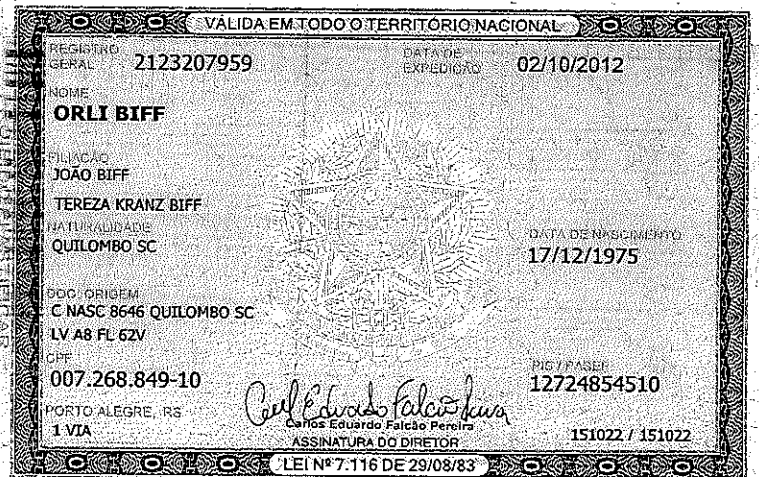 VÁLIDA EM TODO O TERRITÓRIO NACIONAL
REGISTRO GERAL 2123207959 DATA DE EXPEDIÇÃO 02/10/2012
NOME
ORLI BIFF
FILIAÇÃO
JOÃO BIFF
TEREZA KRANZ BIFF
NATURALIDADE
QUILOMBO SC
DATA DE NASCIMENTO
17/12/1975
DOC. ORIGEM
C NASC 8646 QUILOMBO SC
LV A8 FL 62V
CPF
007.268.849-10
PIS / PASEP
12724854510
PORTO ALEGRE, RS
1 VIA
Carlos Eduardo Falcão Pereira
ASSINATURA DO DIRETOR
151022 / 151022
LEI Nº 7.116 DE 29/08/83